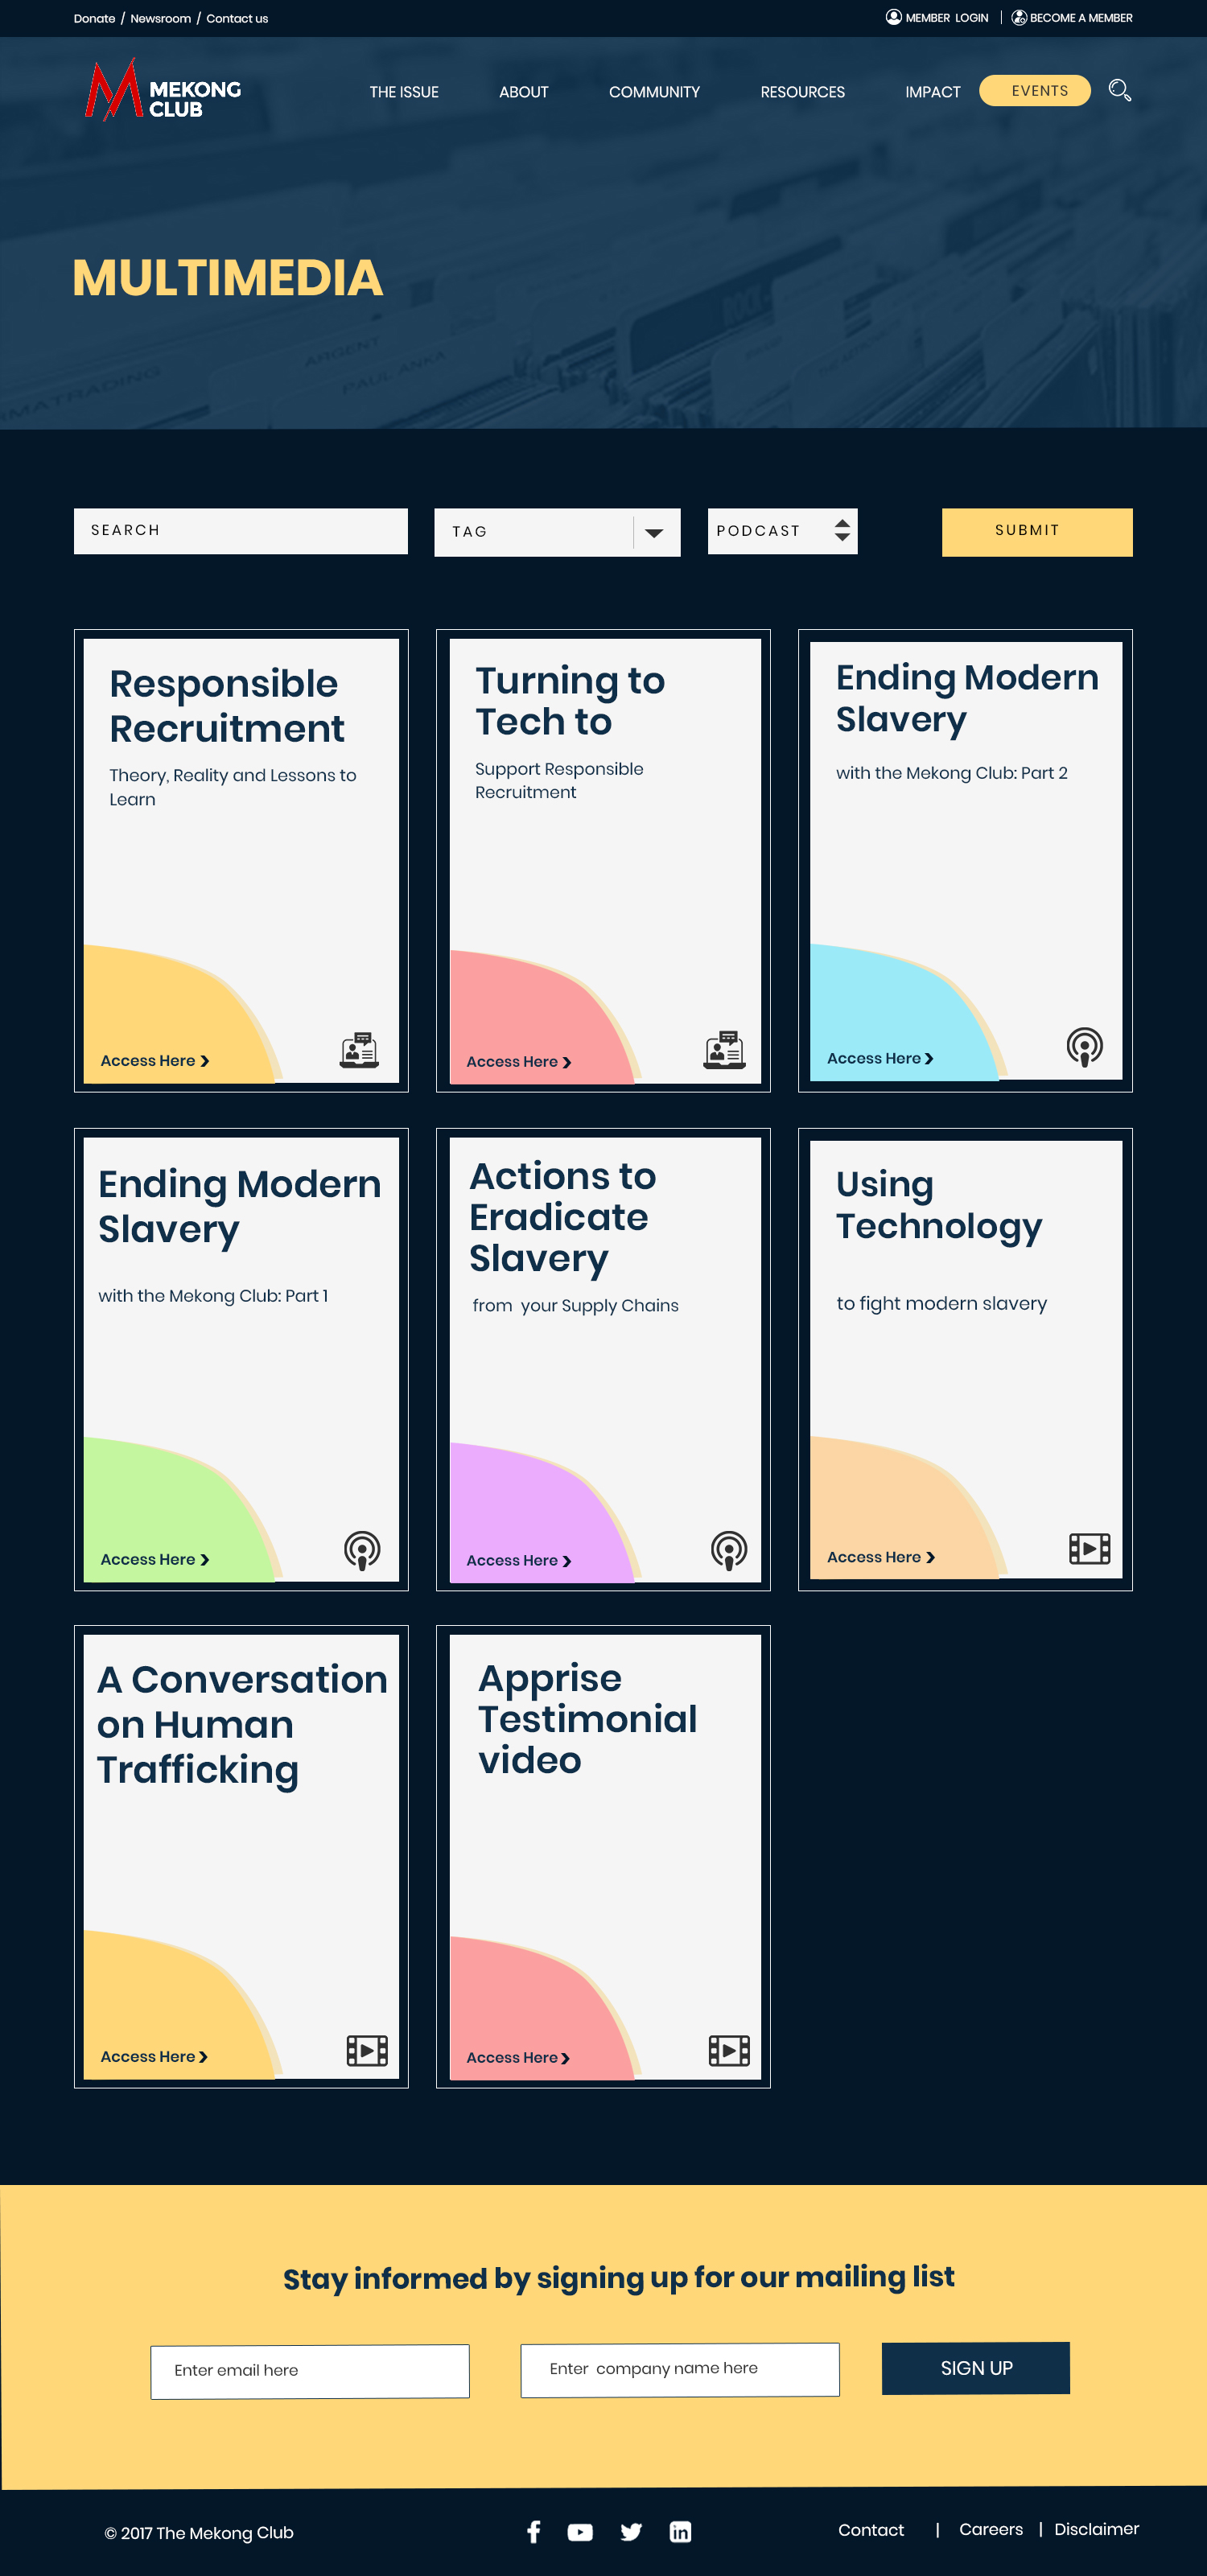 Donate / Newsroom / Contact us
MEMBER LOGIN | BECOME A MEMBER
MEKONG
CLUB
THE ISSUE
ABOUT
COMMUNITY
RESOURCES
IMPACT
EVENTS
MULTIMEDIA
ARGENT
PAUL ANKA
SEARCH
TAG
PODCAST
SUBMIT
Responsible
Recruitment
Theory, Reality and Lessons to
Learn
Access Here
Turning to
Tech to
Support Responsible
Recruitment
Access Here
Ending Modern
Slavery
with the Mekong Club: Part 2
Access Here
Ending Modern
Slavery
with the Mekong Club: Part 1
Access Here
Actions to
Eradicate
Slavery
from your Supply Chains
Access Here
Using
Technology
to fight modern slavery
Access Here
A Conversation
on Human
Trafficking
Access Here
Apprise
Testimonial
video
Access Here
Stay informed by signing up for our mailing list
Enter email here
Enter company name here
SIGN UP
© 2017 The Mekong Club
Contact | Careers | Disclaimer